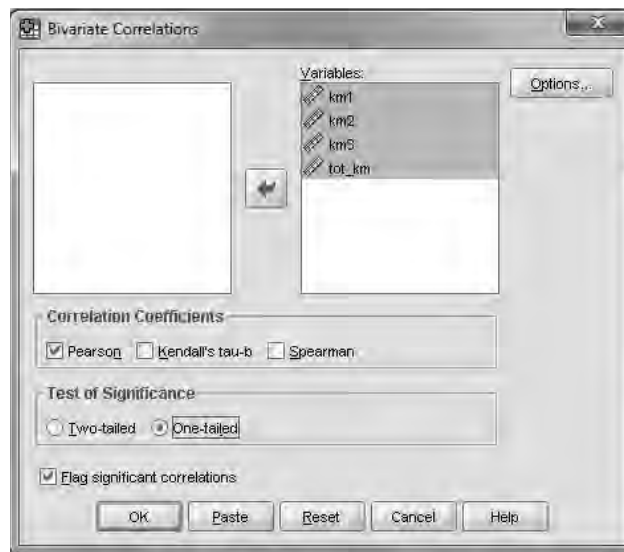 Bivariate Correlations
Variables:
Options...
km1
km2
km3
tot_km
Correlation Coefficients
Pearson Kendall's tau-b Spearman
Test of Significance
Two-tailed One-tailed
Flag significant correlations
OK Paste Reset Cancel Help